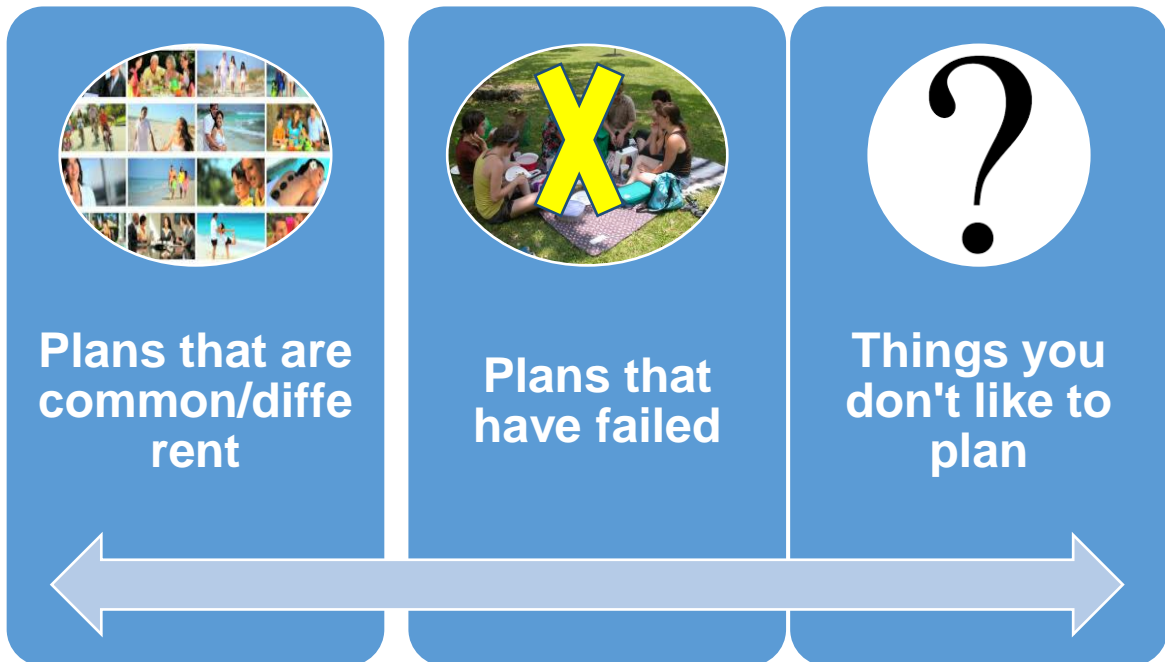 Plans that are
common/diffe
rent
Plans that
have failed
Things you
don't like to
plan